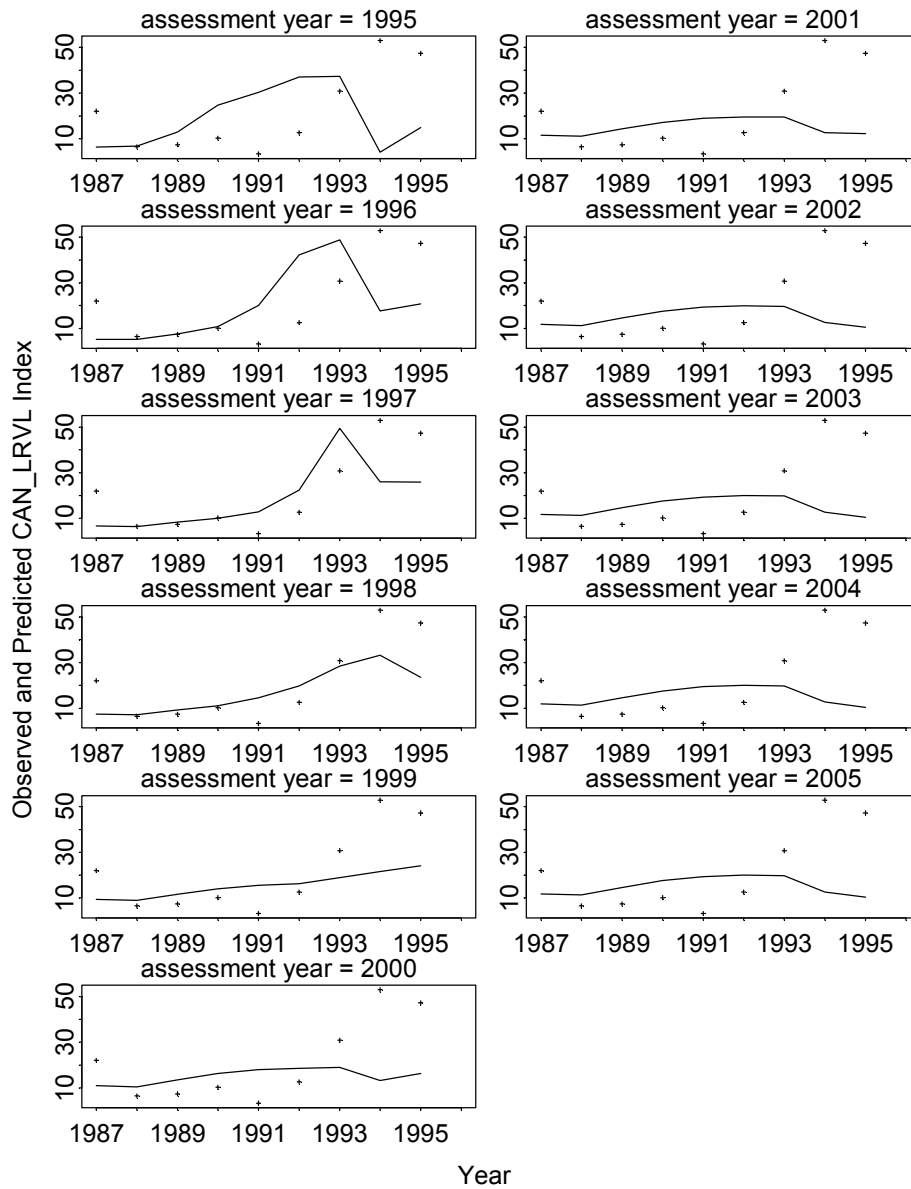 assessment year = 1995
50
30
10
1987 1989 1991 1993 1995
assessment year = 1996
50
30
10
1987 1989 1991 1993 1995
assessment year = 1997
50
30
10
1987 1989 1991 1993 1995
assessment year = 1998
50
30
10
1987 1989 1991 1993 1995
assessment year = 1999
50
30
10
1987 1989 1991 1993 1995
assessment year = 2000
50
30
10
1987 1989 1991 1993 1995
assessment year = 2001
50
30
10
1987 1989 1991 1993 1995
assessment year = 2002
50
30
10
1987 1989 1991 1993 1995
assessment year = 2003
50
30
10
1987 1989 1991 1993 1995
assessment year = 2004
50
30
10
1987 1989 1991 1993 1995
assessment year = 2005
50
30
10
1987 1989 1991 1993 1995
Observed and Predicted CAN_LRVL Index
Year